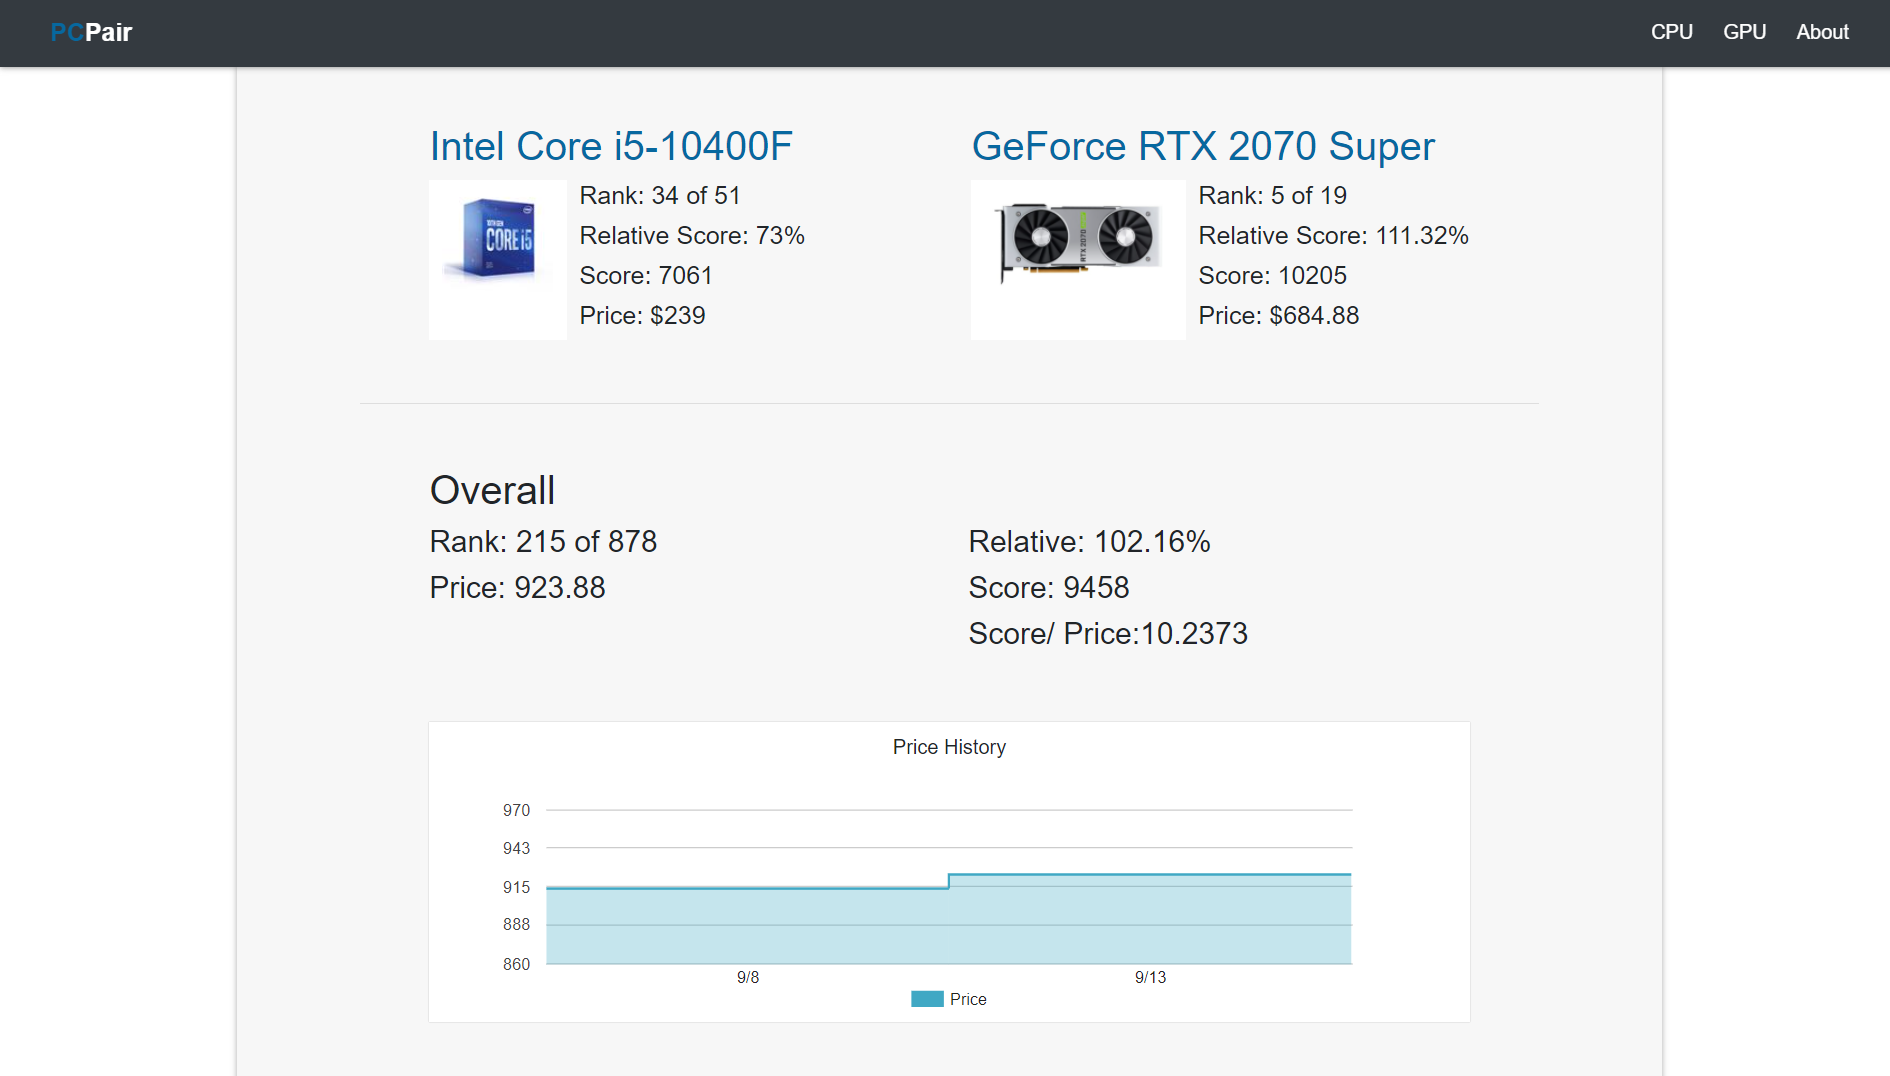 PCPair
CPU GPU About
Intel Core i5-10400F
Rank: 34 of 51
Relative Score: 73%
Score: 7061
Price: $239
GeForce RTX 2070 Super
Rank: 5 of 19
Relative Score: 111.32%
Score: 10205
Price: $684.88
intel
10TH GEN
CORE i5
RTX 2070
Overall
Rank: 215 of 878
Price: 923.88
Relative: 102.16%
Score: 9458
Score/ Price:10.2373
Price History
970
943
915
888
860
9/8
9/13
Price